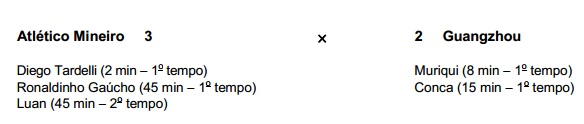 Atlético Mineiro 3 × 2 Guangzhou
Diego Tardelli (2 min – 1º tempo) Muriqui (8 min – 1º tempo)
Ronaldinho Gaúcho (45 min – 1º tempo) Conca (15 min – 1º tempo)
Luan (45 min – 2º tempo)